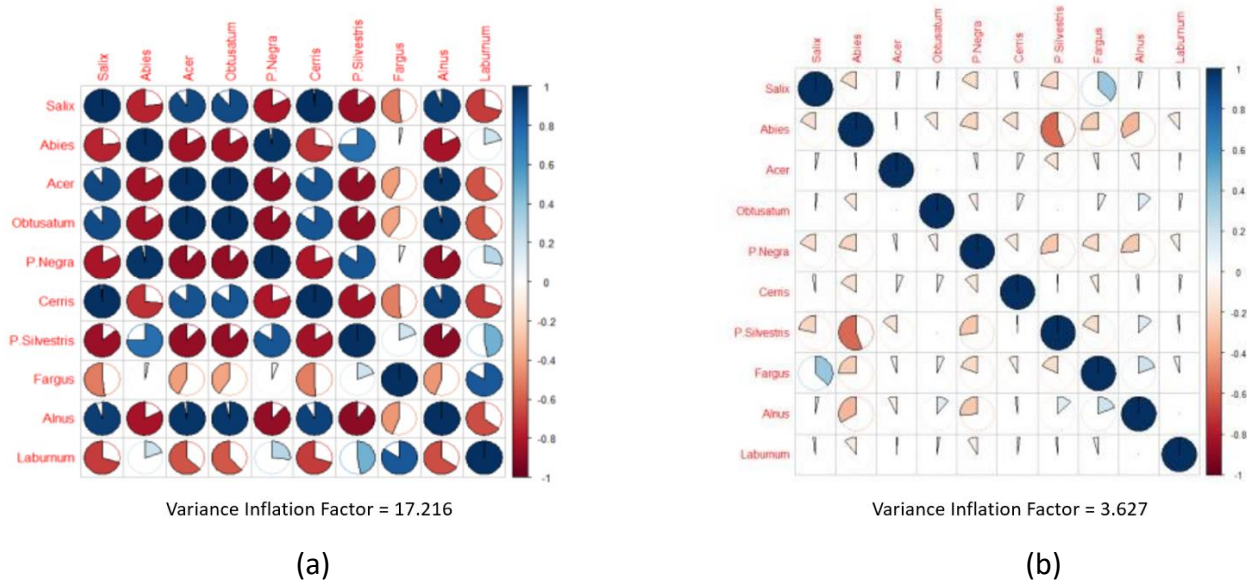 Salix Abies Acer Obtusatum P.Negra Cerris P.Silvestris Fargus Alnus Laburnum
Salix
Abies
Acer
Obtusatum
P.Negra
Cerris
P.Silvestris
Fargus
Alnus
Laburnum
1
0.8
0.6
0.4
0.2
0
-0.2
-0.4
-0.6
-0.8
-1
Variance Inflation Factor = 17.216
(a)
Salix Abies Acer Obtusatum P.Negra Cerris P.Silvestris Fargus Alnus Laburnum
Salix
Abies
Acer
Obtusatum
P.Negra
Cerris
P.Silvestris
Fargus
Alnus
Laburnum
1
0.8
0.6
0.4
0.2
0
-0.2
-0.4
-0.6
-0.8
-1
Variance Inflation Factor = 3.627
(b)